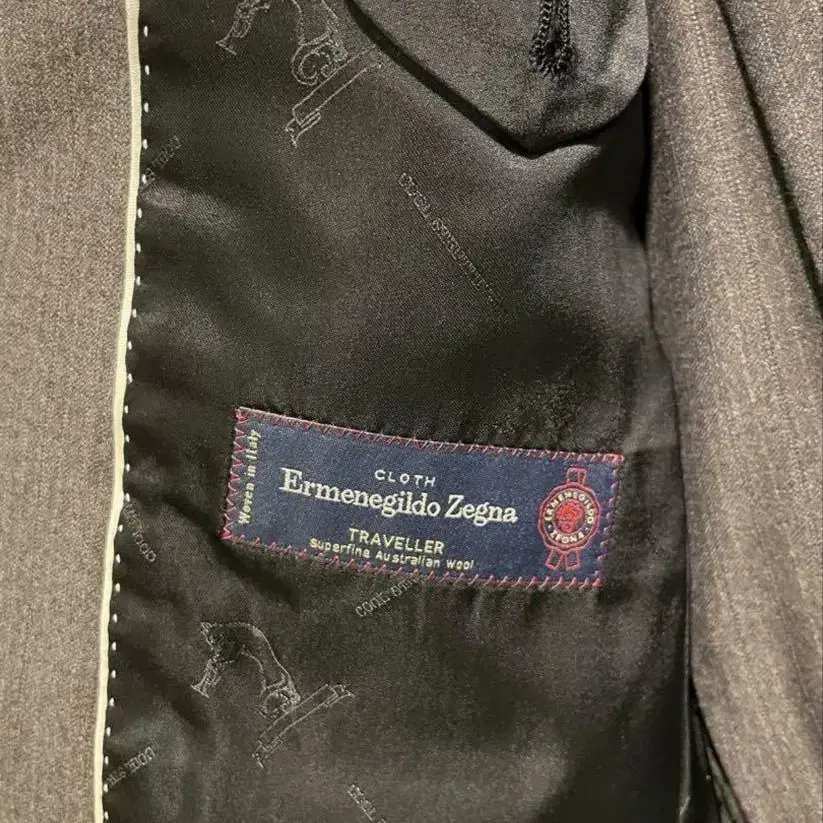 Woven in Italy
CLOTH
Ermenegildo Zegna
TRAVELLER
Superfine Australian Wool
ERMENEGILDO
ZEGNA